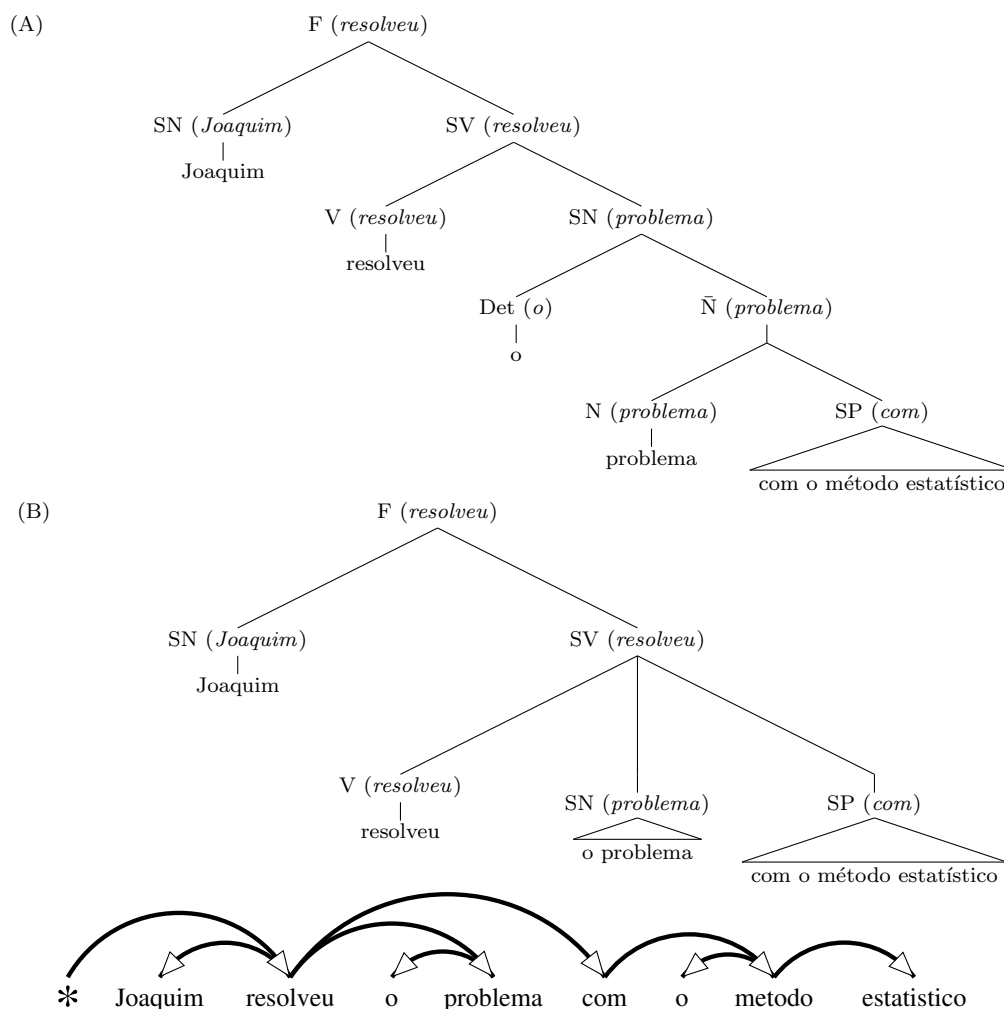 (A)
F (resolveu)
SN (Joaquim) SV (resolveu)
Joaquim
V (resolveu) SN (problema)
resolveu
Det (o) N̄ (problema)
o
N (problema) SP (com)
problema
com o método estatístico
(B)
F (resolveu)
SN (Joaquim) SV (resolveu)
Joaquim
V (resolveu) SN (problema) SP (com)
resolveu
o problema
com o método estatístico
* Joaquim resolveu o problema com o metodo estatistico